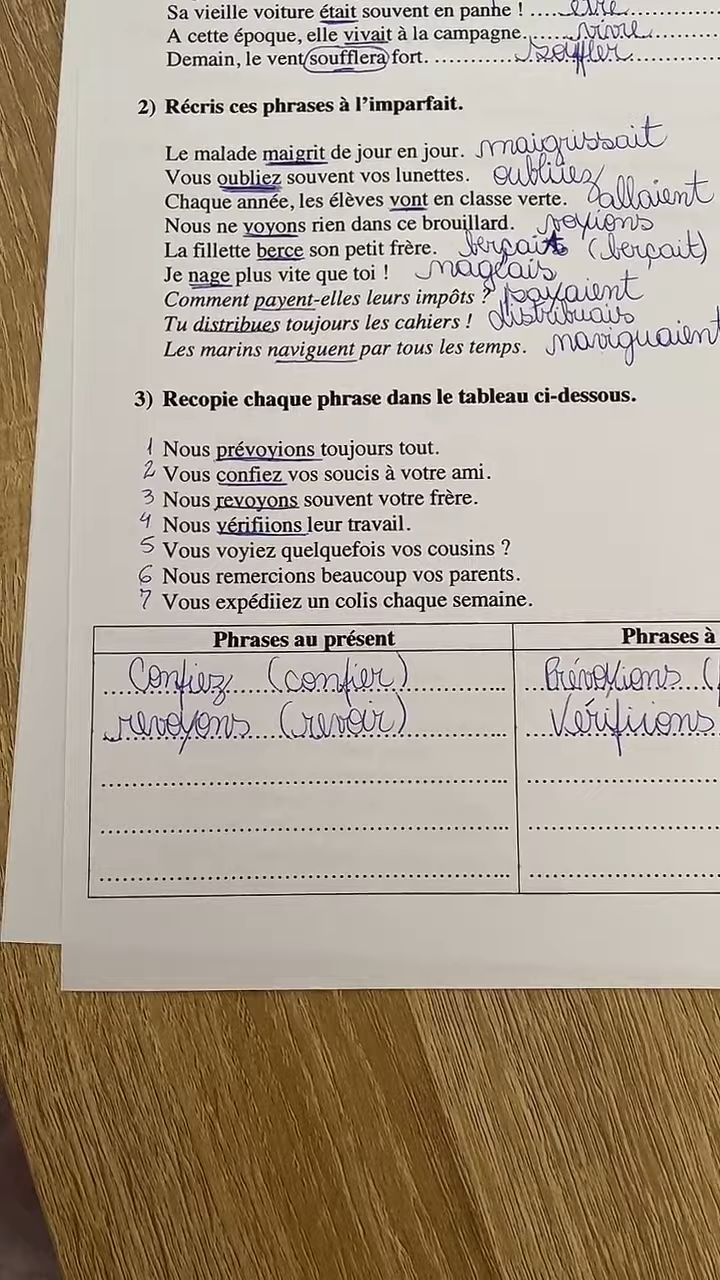 Sa vieille voiture était souvent en panhe ! .... être
A cette époque, elle vivait à la campagne..... vivre
Demain, le vent soufflera fort. ............... souffler
2) Récris ces phrases à l'imparfait.
Le malade maigrit de jour en jour. maigrissait
Vous oubliez souvent vos lunettes. oubliiez
Chaque année, les élèves vont en classe verte. allaient
Nous ne voyons rien dans ce brouillard. voyions
La fillette berce son petit frère. berçait (berçait)
Je nage plus vite que toi ! nageais
Comment payent-elles leurs impôts ? payaient
Tu distribues toujours les cahiers ! distribuais
Les marins naviguent par tous les temps. naviguaient
3) Recopie chaque phrase dans le tableau ci-dessous.
1 Nous prévoyions toujours tout.
2 Vous confiez vos soucis à votre ami.
3 Nous revoyons souvent votre frère.
4 Nous vérifiions leur travail.
5 Vous voyiez quelquefois vos cousins ?
6 Nous remercions beaucoup vos parents.
7 Vous expédiiez un colis chaque semaine.
Phrases au présent Phrases à
Confiez (confier) Prévoyions (
revoyons (revoir) Vérifiions